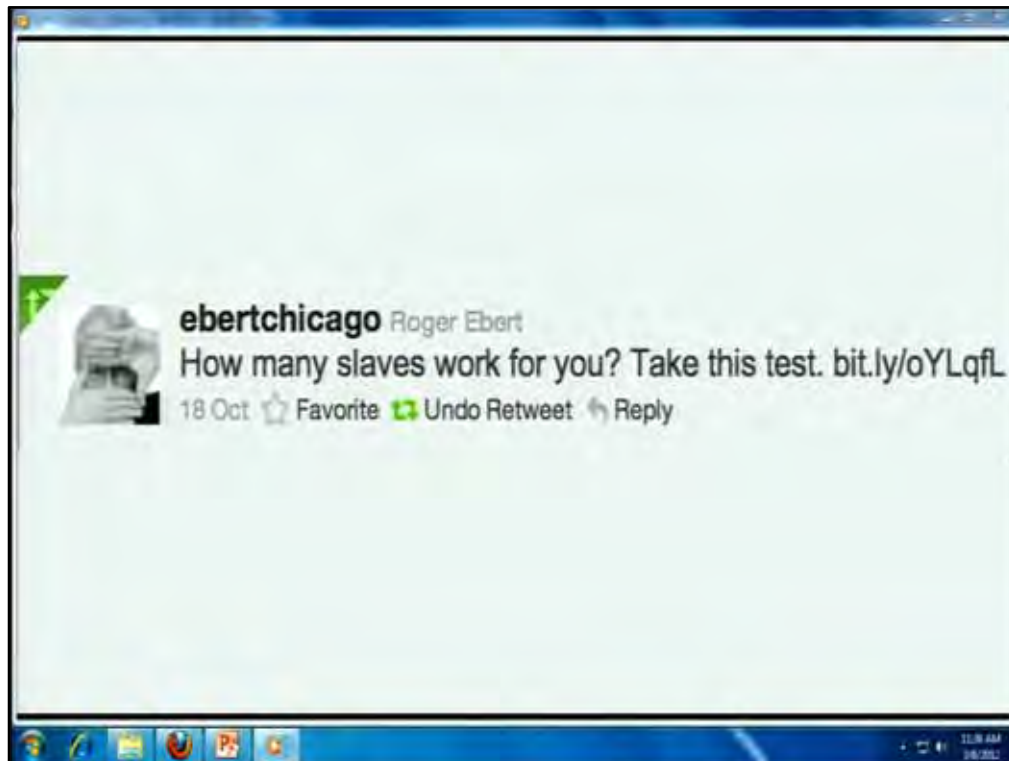 ebertchicago Roger Ebert
How many slaves work for you? Take this test. bit.ly/oYLqfL
18 Oct Favorite Undo Retweet Reply